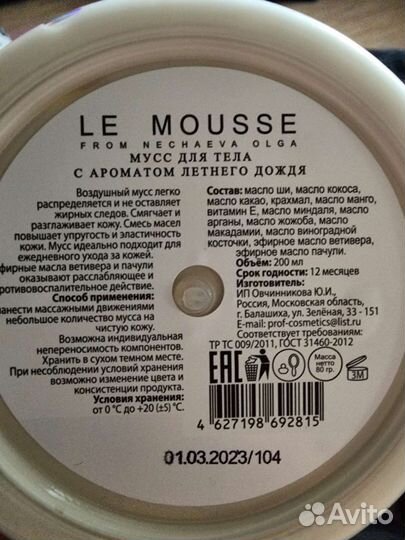 LE MOUSSE
FROM NECHAEVA OLGA
МУСС ДЛЯ ТЕЛА
С АРОМАТОМ ЛЕТНЕГО ДОЖДЯ
Воздушный мусс легко
распределяется и не оставляет
жирных следов. Смягчает и
разглаживает кожу. Смесь масел
повышает упругость и эластичность
кожи. Мусс идеально подходит для
ежедневного ухода за кожей.
фирные масла ветивера и пачули
оказывают расслабляющее и
противовоспалительное действие.
Способ применения:
нанести массажными движениями
небольшое количество мусса на
чистую кожу.
Возможна индивидуальная
непереносимость компонентов.
Хранить в сухом темном месте.
При несоблюдении условий хранения
возможно изменение цвета и
консистенции продукта.
Условия хранения:
от 0 °С до +20 (±5) °С.
Состав: масло ши, масло кокоса,
масло какао, крахмал, масло манго,
витамин Е, масло миндаля, масло
арганы, масло жожоба, масло
макадамии, масло виноградной
косточки, эфирное масло ветивера,
эфирное масло пачули.
Объём: 200 мл
Срок годности: 12 месяцев
Изготовитель:
ИП Овчинникова Ю.И.,
Россия, Московская область,
г. Балашиха, ул. Зелёная, 33 - 151
E-mail: prof-cosmetics@list.ru
Соответствует требованиям:
ТР ТС 009/2011, ГОСТ 31460-2012
EAC
Масса
нетто
80 гр.
3М
4 627198 692815
01.03.2023/104
Avito